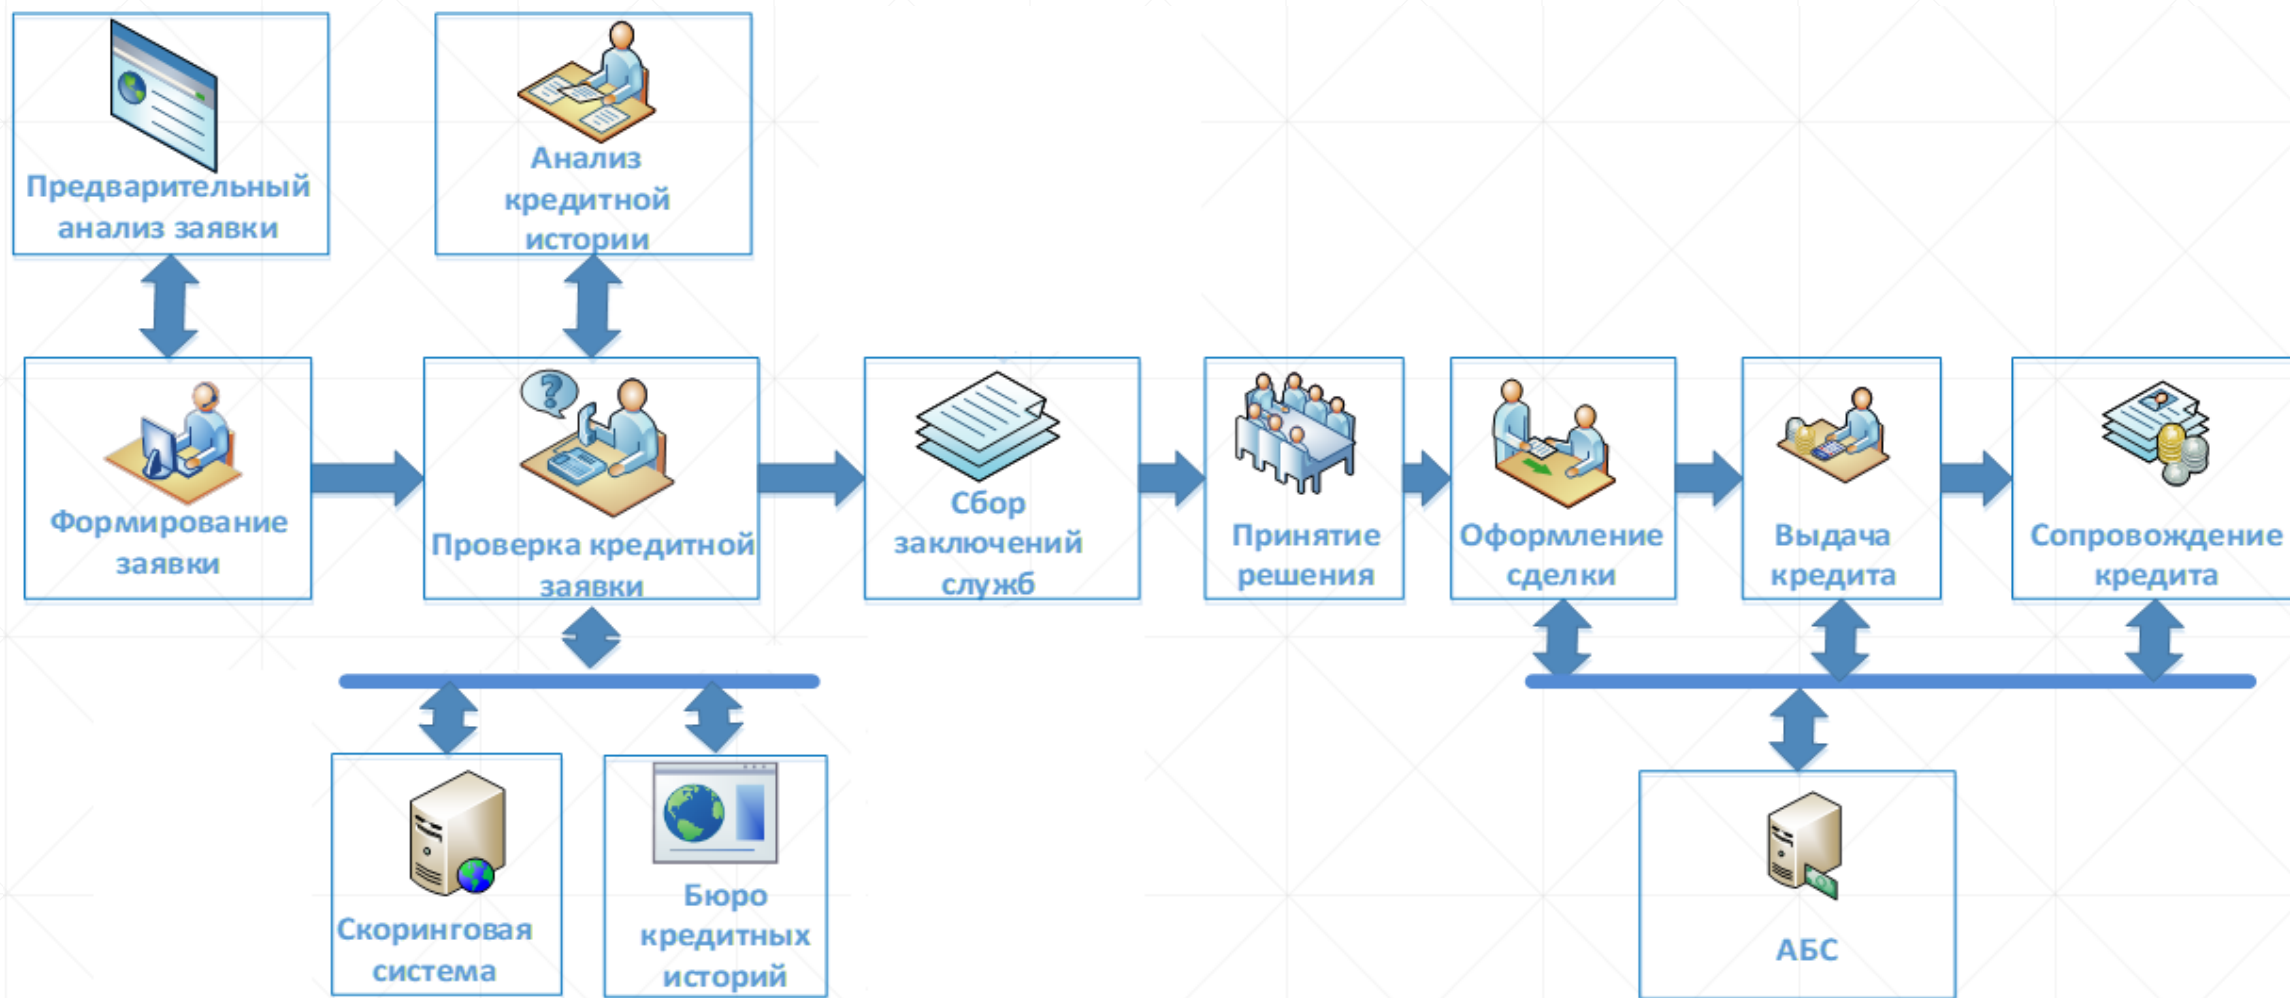 Предварительный
анализ заявки
Анализ
кредитной
истории
Формирование
заявки
Проверка кредитной
заявки
Сбор
заключений
служб
Принятие
решения
Оформление
сделки
Выдача
кредита
Сопровождение
кредита
Скоринговая
система
Бюро
кредитных
историй
АБС